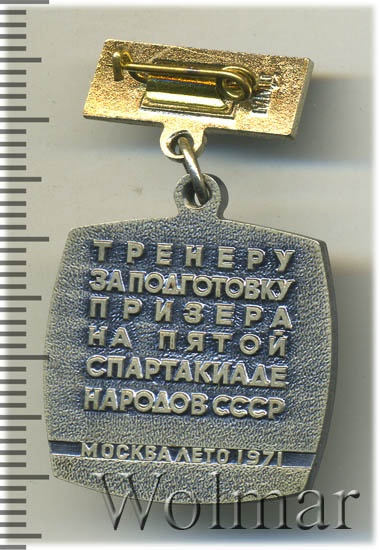 ТРЕНЕРУ
ЗА ПОДГОТОВКУ
ПРИЗЕРА
НА ПЯТОЙ
СПАРТАКИАДЕ
НАРОДОВ СССР
МОСКВА ЛЕТО 1971
Wolmar